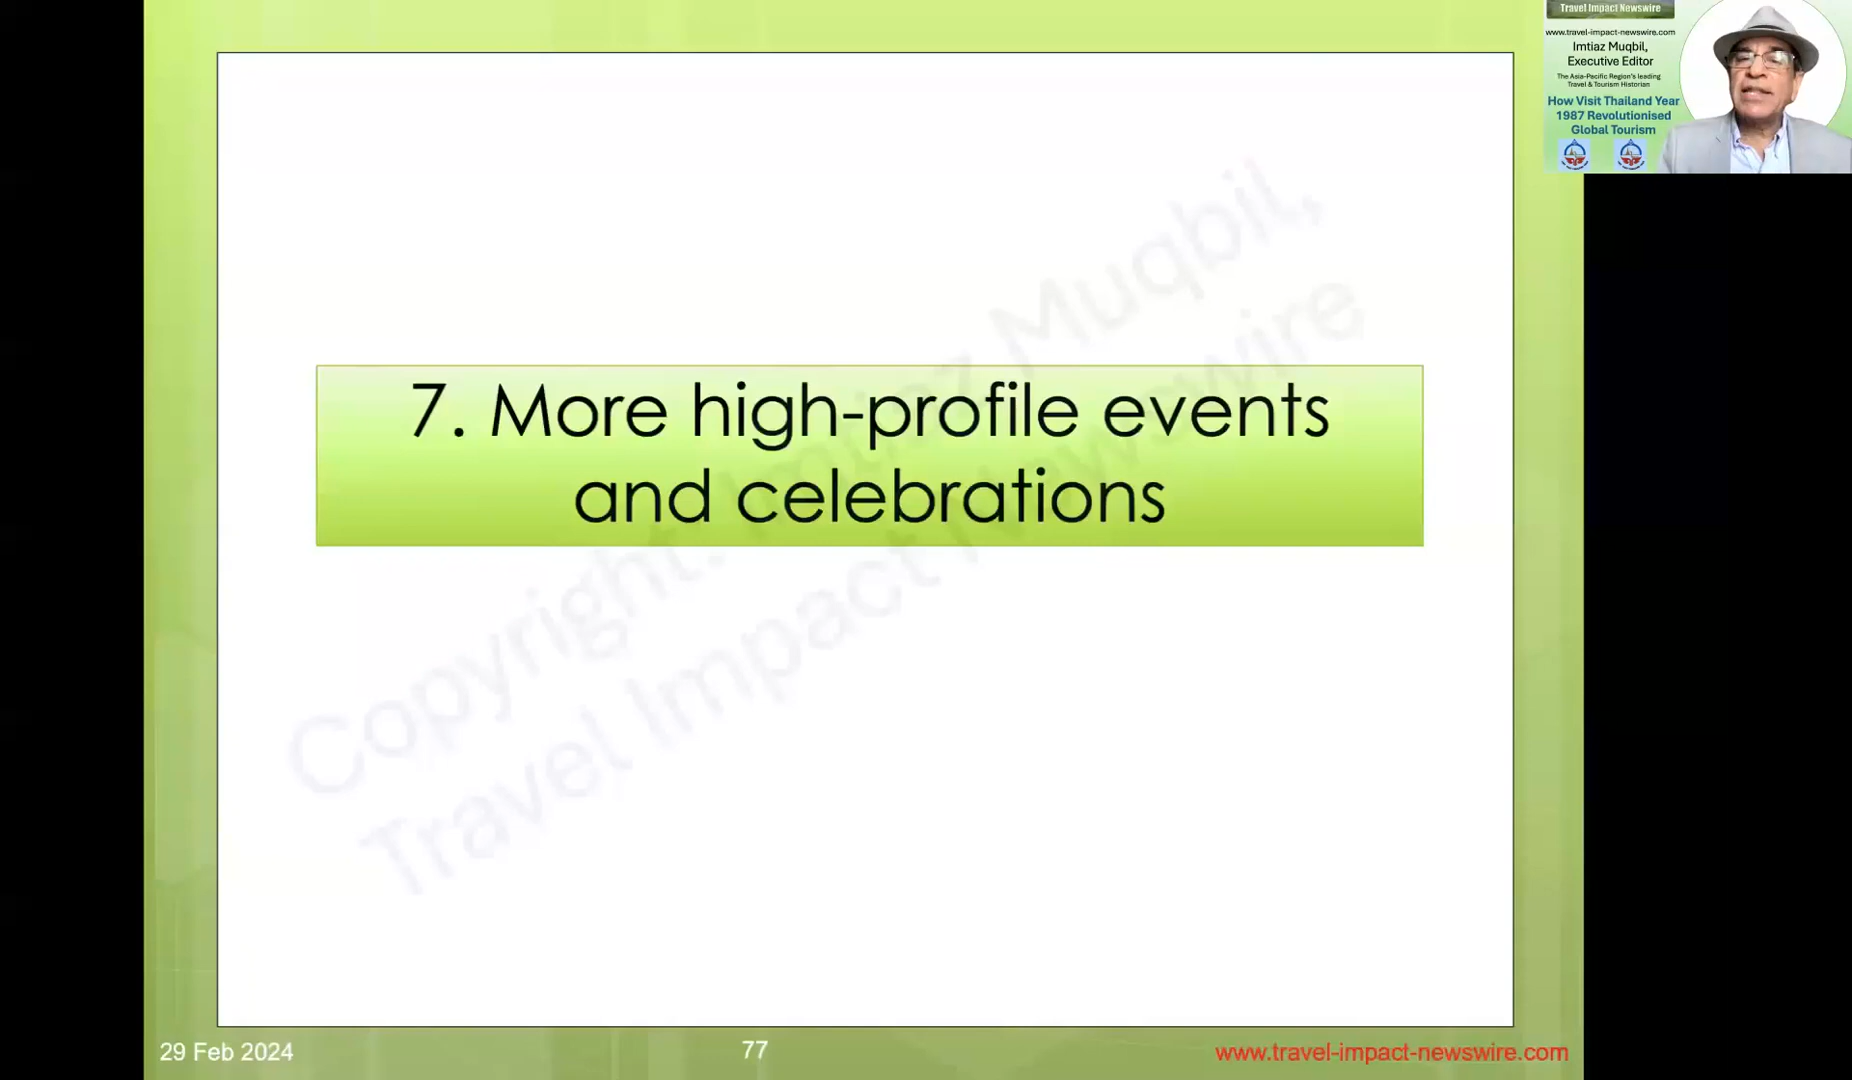 7. More high-profile events
and celebrations
Copyright: Imtiaz Muqbil,
Travel Impact Newswire
29 Feb 2024
77
www.travel-impact-newswire.com
Travel Impact Newswire
www.travel-impact-newswire.com
Imtiaz Muqbil,
Executive Editor
The Asia-Pacific Region's leading
Travel & Tourism Historian
How Visit Thailand Year
1987 Revolutionised
Global Tourism